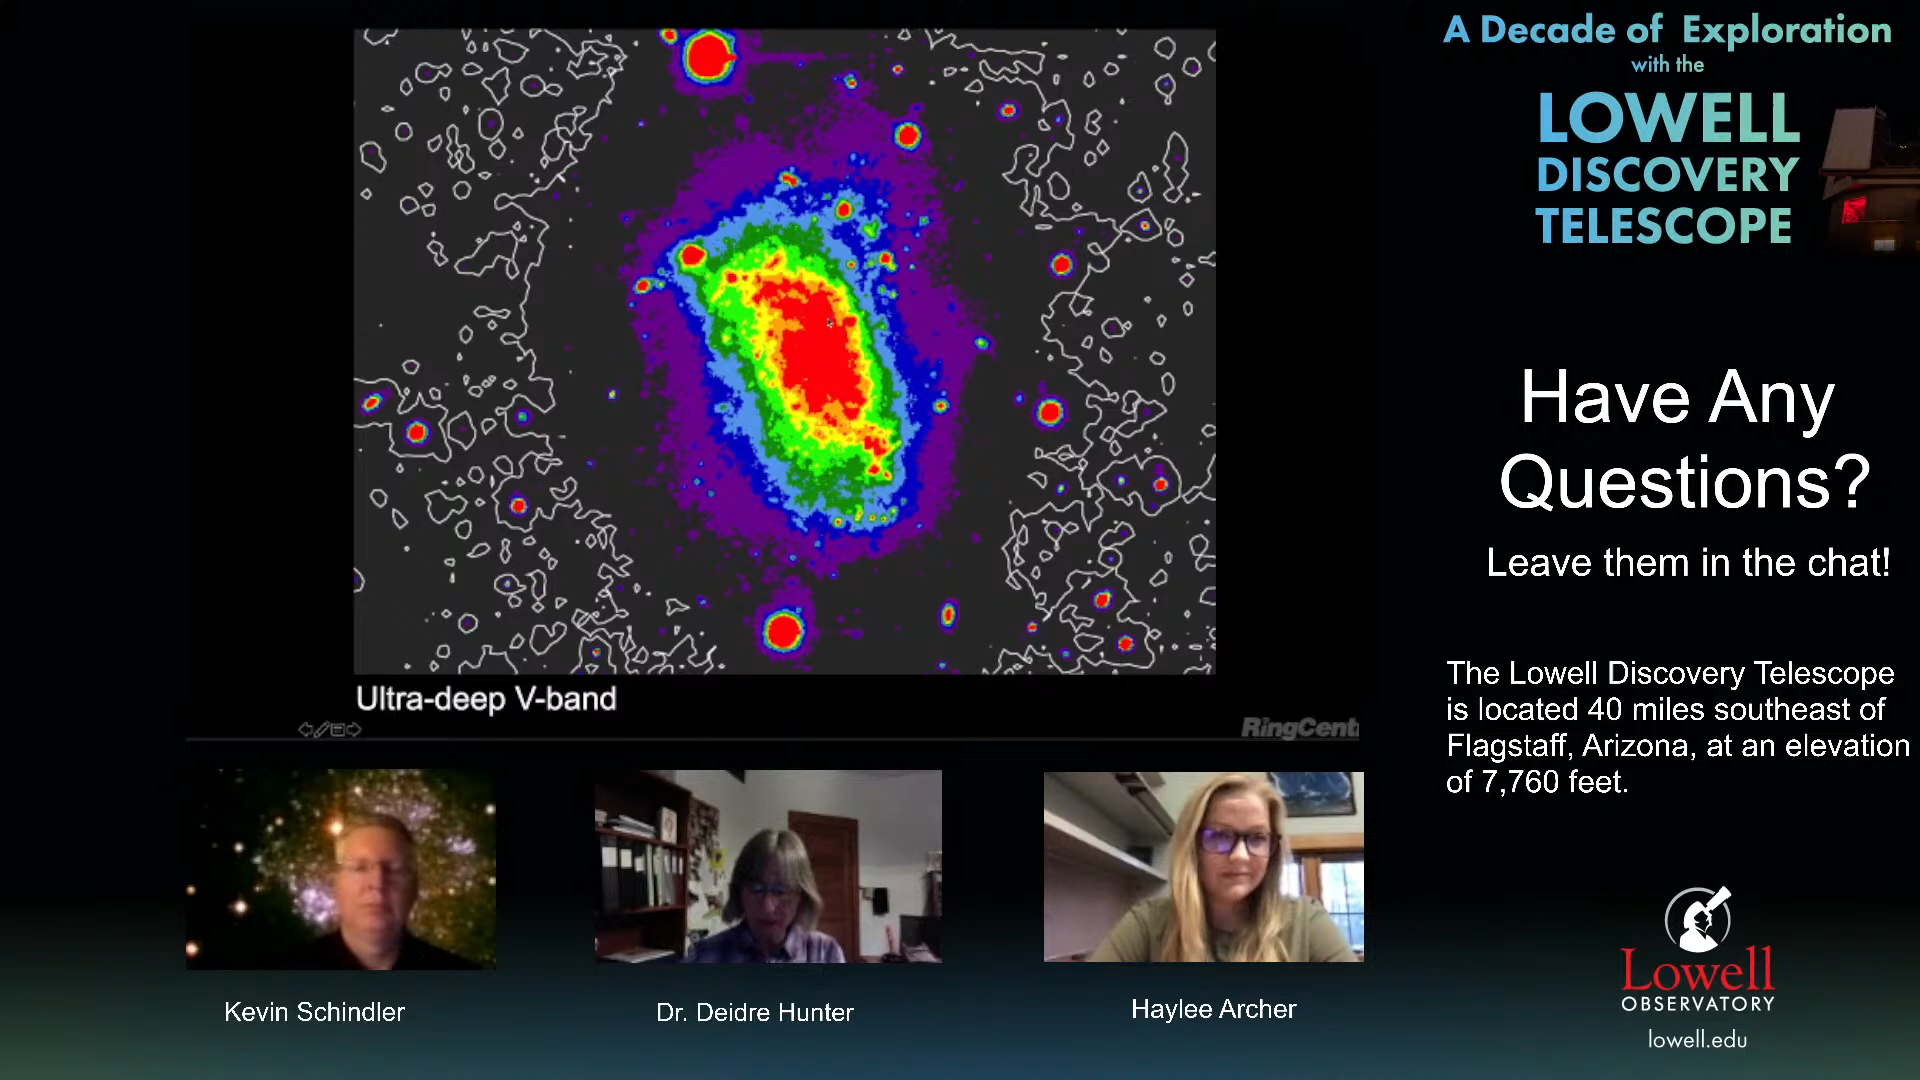 A Decade of Exploration
with the
LOWELL
DISCOVERY
TELESCOPE
Have Any
Questions?
Leave them in the chat!
The Lowell Discovery Telescope
is located 40 miles southeast of
Flagstaff, Arizona, at an elevation
of 7,760 feet.
Ultra-deep V-band
RingCent
Kevin Schindler
Dr. Deidre Hunter
Haylee Archer
Lowell
OBSERVATORY
lowell.edu